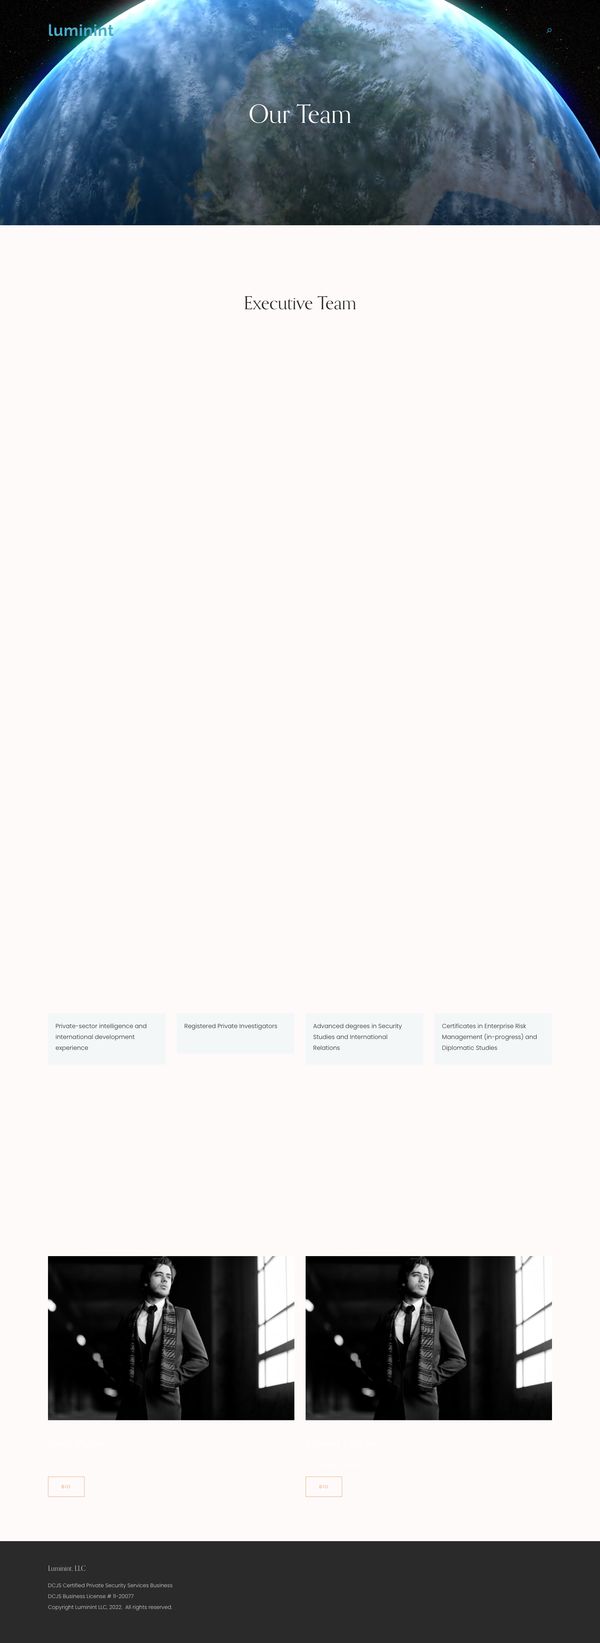 luminint
Our Team
Executive Team
Private-sector intelligence and
international development
experience
Registered Private Investigators
Advanced degrees in Security
Studies and International
Relations
Certificates in Enterprise Risk
Management (in-progress) and
Diplomatic Studies
BIO
BIO
Luminint, LLC
DCJS Certified Private Security Services Business
DCJS Business License # 11-20077
Copyright Luminint LLC, 2022. All rights reserved.